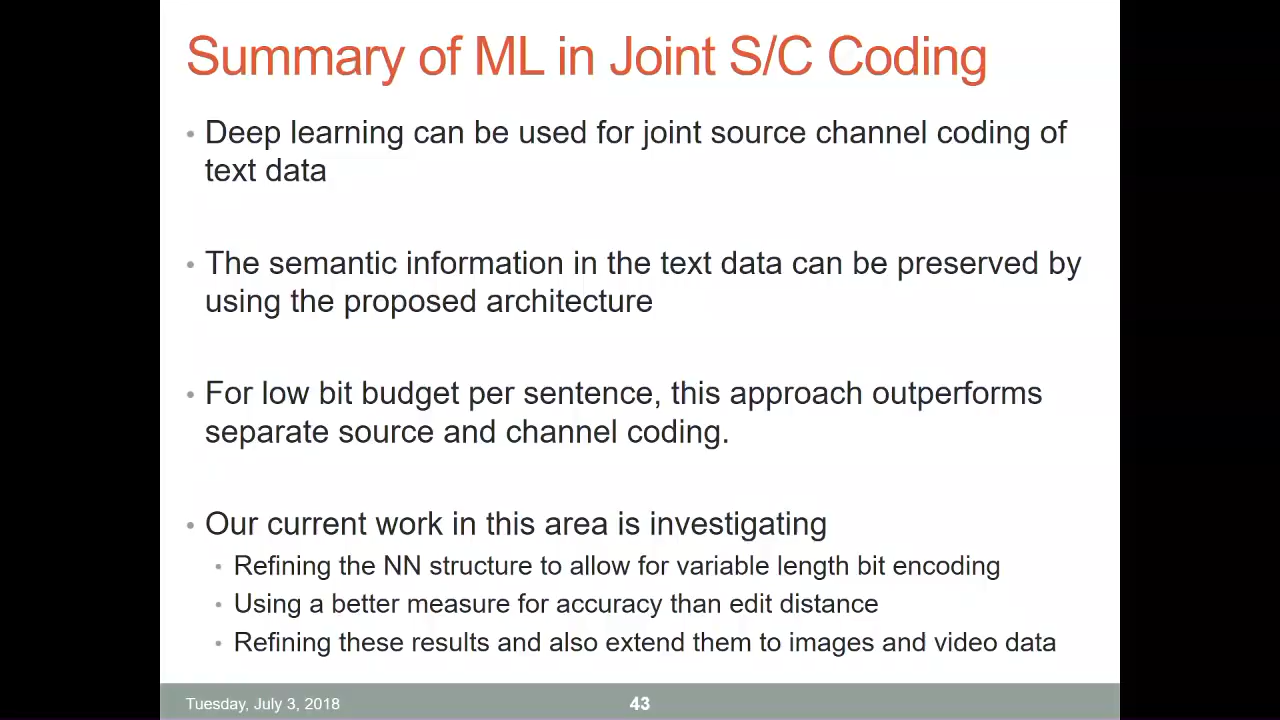 Summary of ML in Joint S/C Coding
• Deep learning can be used for joint source channel coding of
text data
• The semantic information in the text data can be preserved by
using the proposed architecture
• For low bit budget per sentence, this approach outperforms
separate source and channel coding.
• Our current work in this area is investigating
• Refining the NN structure to allow for variable length bit encoding
• Using a better measure for accuracy than edit distance
• Refining these results and also extend them to images and video data
Tuesday, July 3, 2018
43